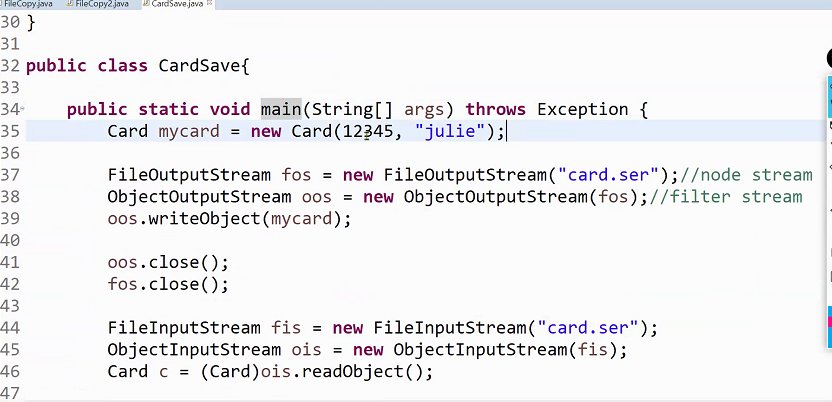 FileCopy.java FileCopy2.java CardSave.java
30 }
31
32 public class CardSave{
33
34 public static void main(String[] args) throws Exception {
35 Card mycard = new Card(12345, "julie");
36
37 FileOutputStream fos = new FileOutputStream("card.ser");//node stream
38 ObjectOutputStream oos = new ObjectOutputStream(fos);//filter stream
39 oos.writeObject(mycard);
40
41 oos.close();
42 fos.close();
43
44 FileInputStream fis = new FileInputStream("card.ser");
45 ObjectInputStream ois = new ObjectInputStream(fis);
46 Card c = (Card)ois.readObject();
47